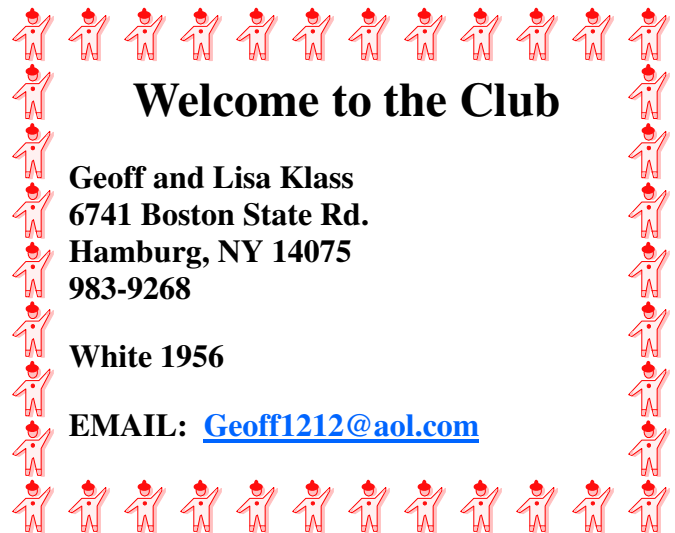 Welcome to the Club
Geoff and Lisa Klass
6741 Boston State Rd.
Hamburg, NY 14075
983-9268
White 1956
EMAIL: Geoff1212@aol.com